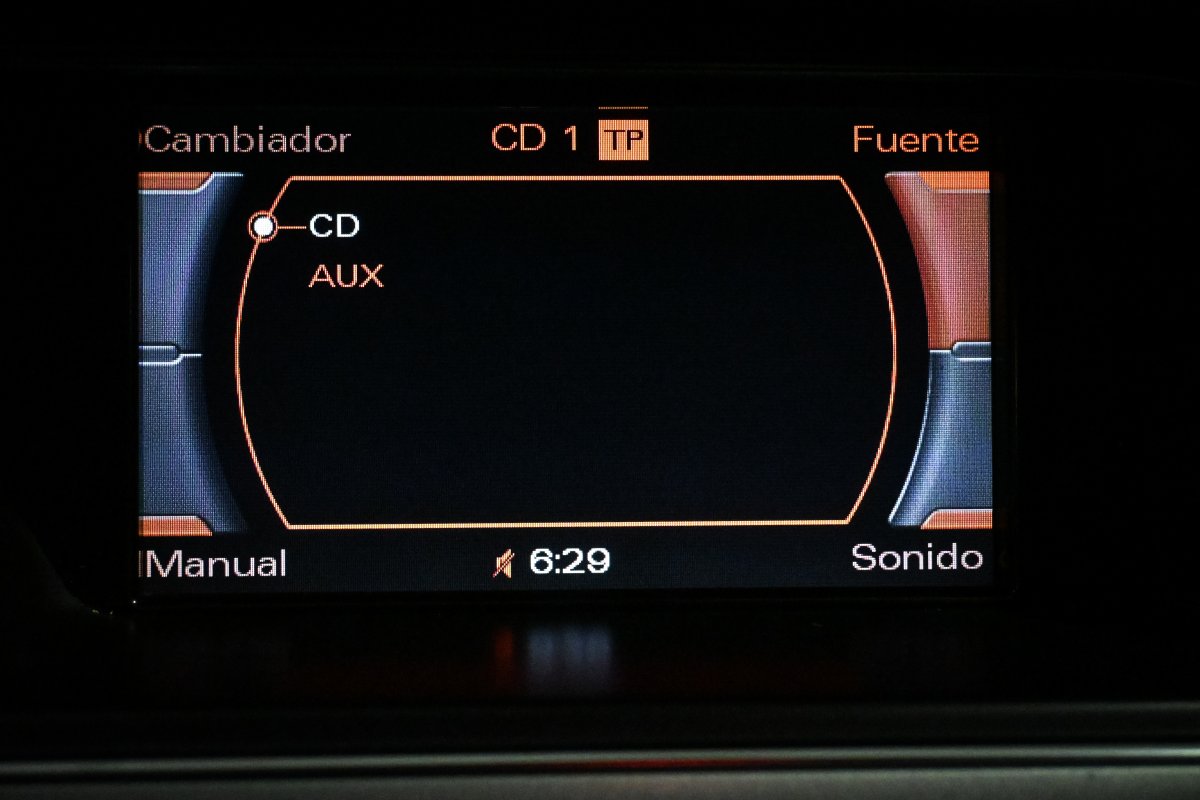 Cambiador CD 1 TP Fuente
CD
AUX
Manual 6:29 Sonido